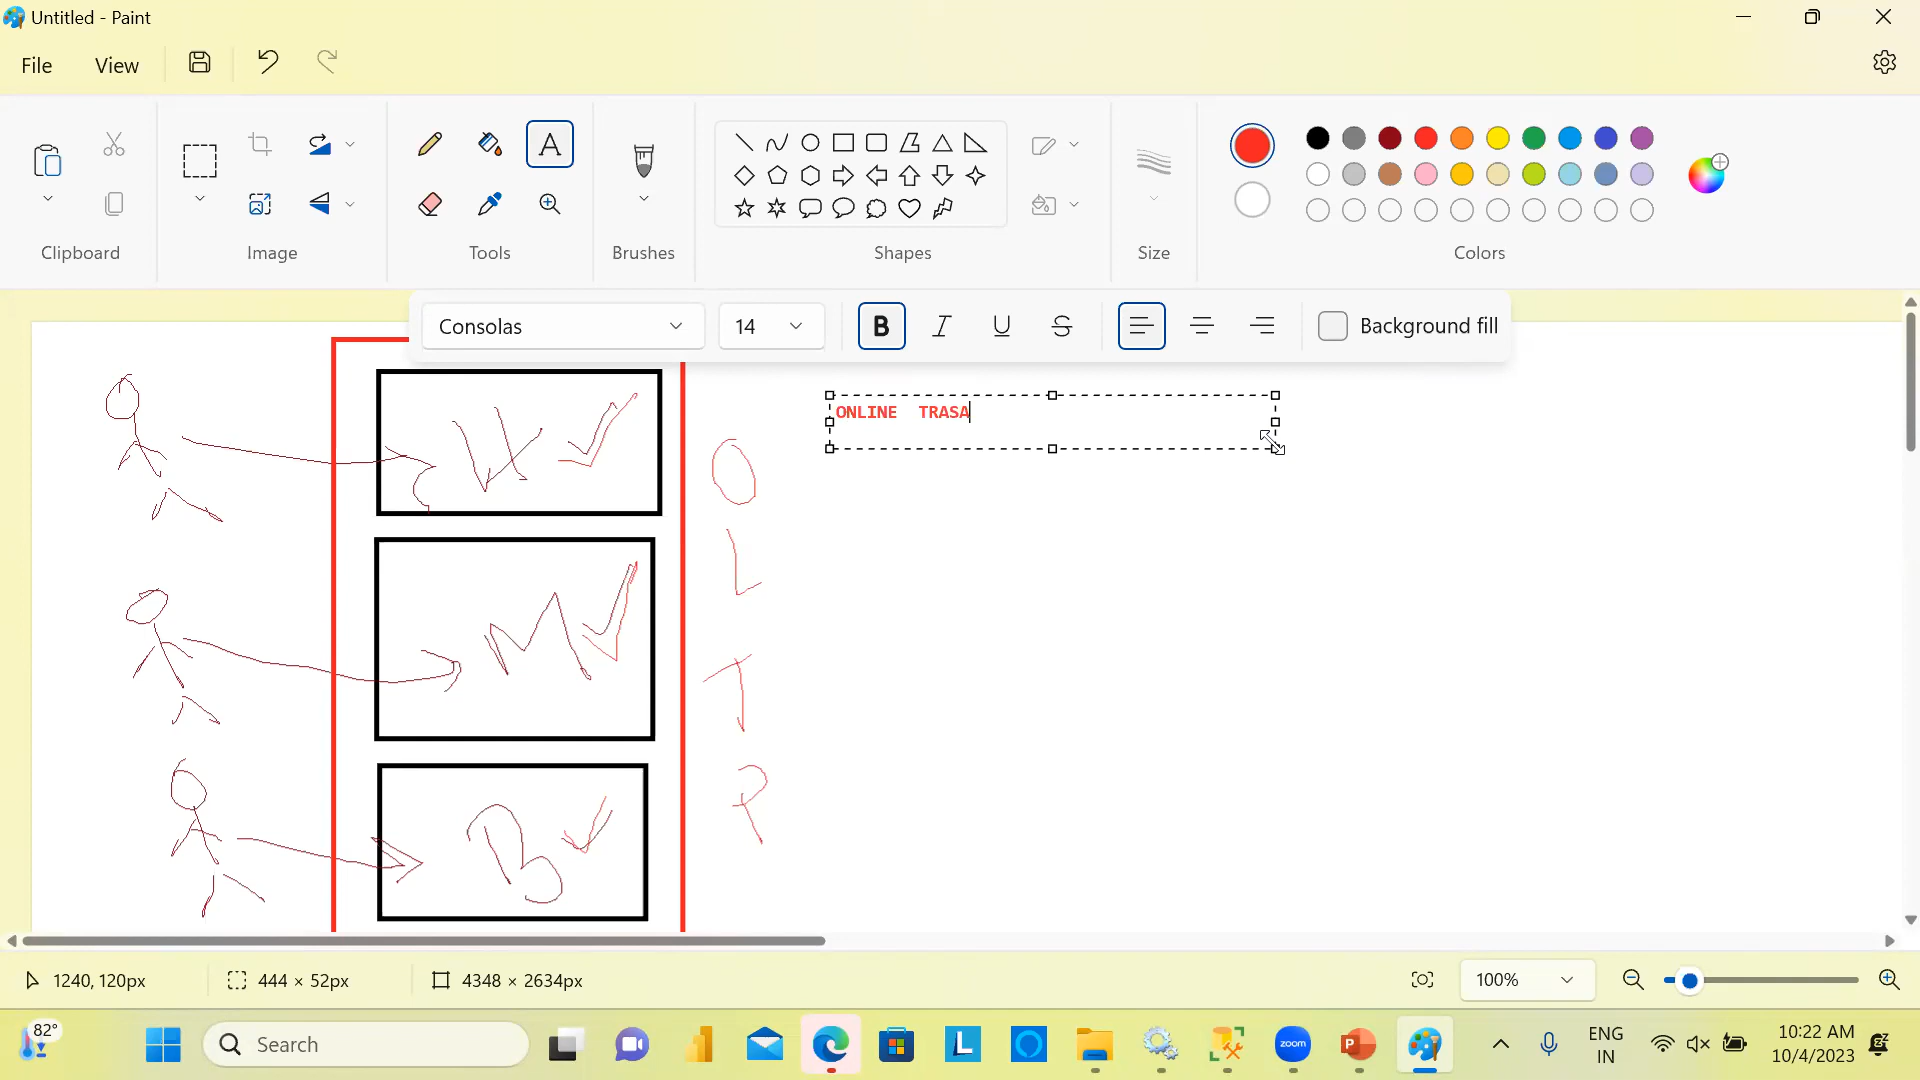 Untitled - Paint
File
View
Clipboard
Image
Tools
Brushes
Shapes
Size
Colors
Consolas
14
B
Background fill
ONLINE  TRASA
H
M
B
O
L
T
P
1240, 120px
444 × 52px
4348 × 2634px
100%
82°
Search
zoom
ENG
IN
10:22 AM
10/4/2023